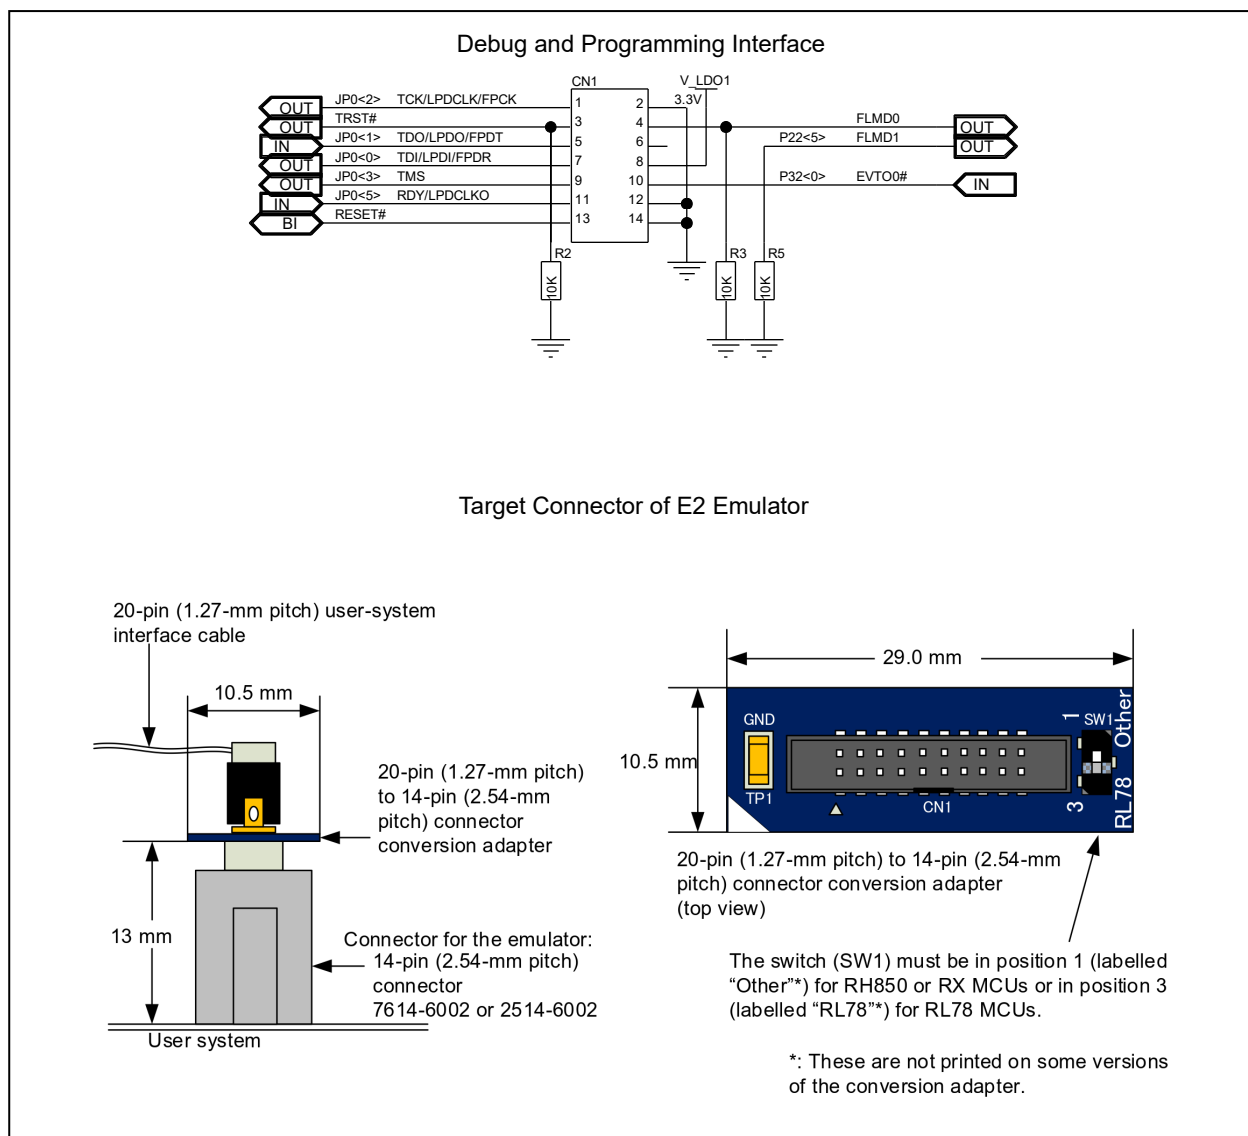 Debug and Programming Interface
CN1
V_LDO1
3.3V
OUT JP0<2> TCK/LPDCLK/FPCK 1 2
OUT TRST# 3 4 FLMD0 OUT
IN JP0<1> TDO/LPDO/FPDT 5 6 P22<5> FLMD1 OUT
OUT JP0<0> TDI/LPDI/FPDR 7 8
OUT JP0<3> TMS 9 10 P32<0> EVTO0# IN
IN JP0<5> RDY/LPDCLKO 11 12
BI RESET# 13 14
R2 R3 R5
10K 10K 10K
Target Connector of E2 Emulator
20-pin (1.27-mm pitch) user-system
interface cable
10.5 mm
20-pin (1.27-mm pitch)
to 14-pin (2.54-mm
pitch) connector
conversion adapter
13 mm
Connector for the emulator:
14-pin (2.54-mm pitch)
connector
7614-6002 or 2514-6002
User system
29.0 mm
10.5 mm
GND
TP1
CN1
1
SW1
Other
3
RL78
20-pin (1.27-mm pitch) to 14-pin (2.54-mm
pitch) connector conversion adapter
(top view)
The switch (SW1) must be in position 1 (labelled
“Other”*) for RH850 or RX MCUs or in position 3
(labelled “RL78”*) for RL78 MCUs.
*: These are not printed on some versions
of the conversion adapter.